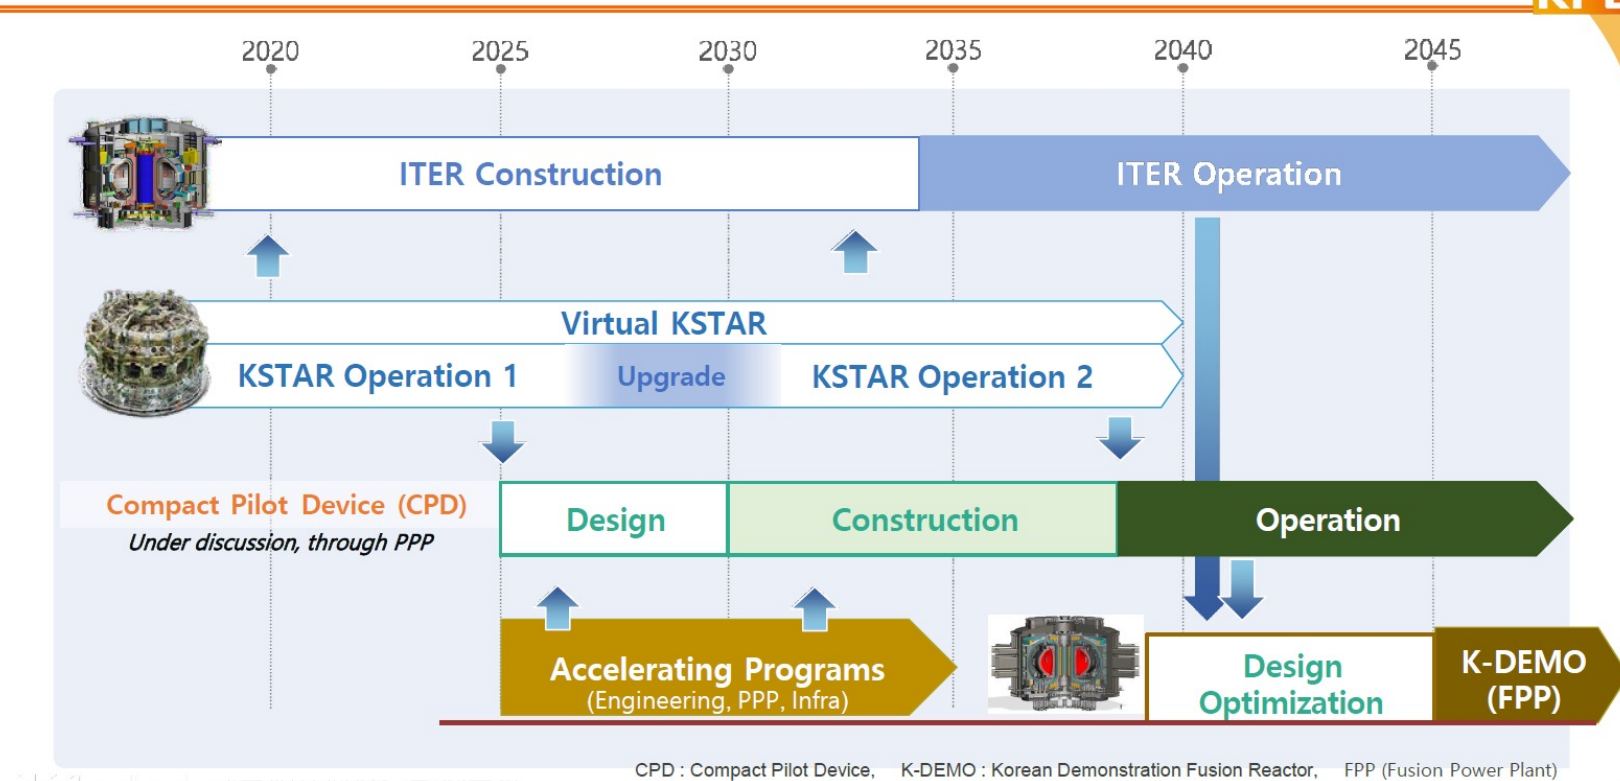 2020 2025 2030 2035 2040 2045
ITER Construction
ITER Operation
Virtual KSTAR
KSTAR Operation 1
Upgrade
KSTAR Operation 2
Compact Pilot Device (CPD)
Under discussion, through PPP
Design
Construction
Operation
Accelerating Programs
(Engineering, PPP, Infra)
Design
Optimization
K-DEMO
(FPP)
CPD : Compact Pilot Device, K-DEMO : Korean Demonstration Fusion Reactor, FPP (Fusion Power Plant)